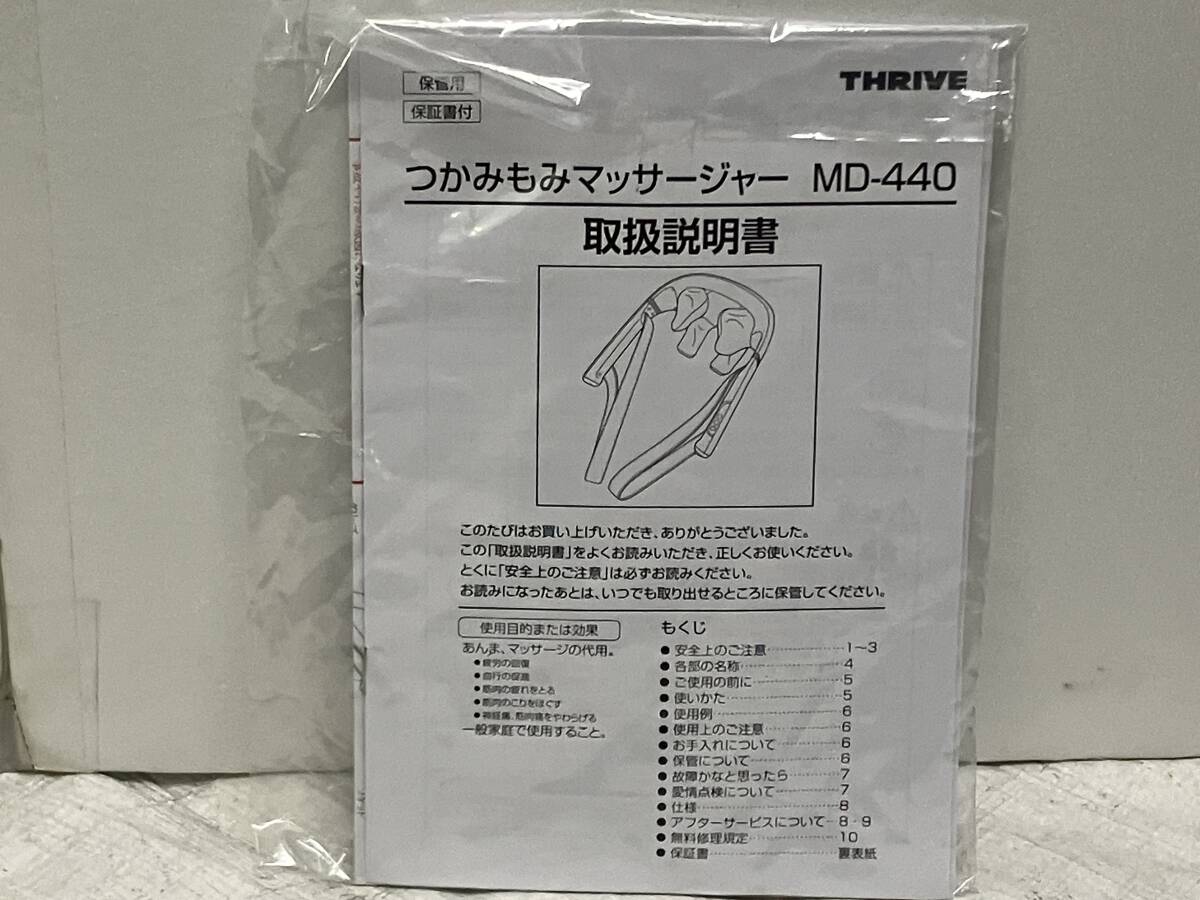 保管用
THRIVE
保証書付
つかみもみマッサージャー MD-440
取扱説明書
このたびはお買い上げいただき、ありがとうございました。
この「取扱説明書」をよくお読みいただき、正しくお使いください。
とくに「安全上のご注意」は必ずお読みください。
お読みになったあとは、いつでも取り出せるところに保管してください。
使用目的または効果
あんま、マッサージの代用。
●疲労の回復
●血行の促進
●筋肉の疲れをとる
●筋肉のこりをほぐす
●神経痛、筋肉痛をやわらげる
一般家庭で使用すること。
もくじ
●安全上のご注意……1〜3
●各部の名称……4
●ご使用の前に……5
●使いかた……5
●使用例……6
●使用上のご注意……6
●お手入れについて……6
●保管について……6
●故障かなと思ったら……7
●愛情点検について……7
●仕様……8
●アフターサービスについて…8・9
●無料修理規定……10
●保証書……裏表紙